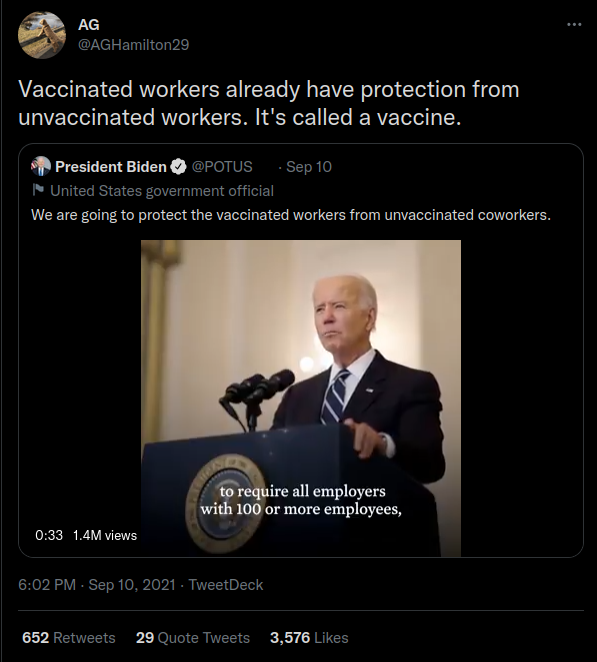 AG
@AGHamilton29
Vaccinated workers already have protection from
unvaccinated workers. It's called a vaccine.
President Biden @POTUS · Sep 10
United States government official
We are going to protect the vaccinated workers from unvaccinated coworkers.
to require all employers
with 100 or more employees,
0:33 1.4M views
6:02 PM · Sep 10, 2021 · TweetDeck
652 Retweets 29 Quote Tweets 3,576 Likes